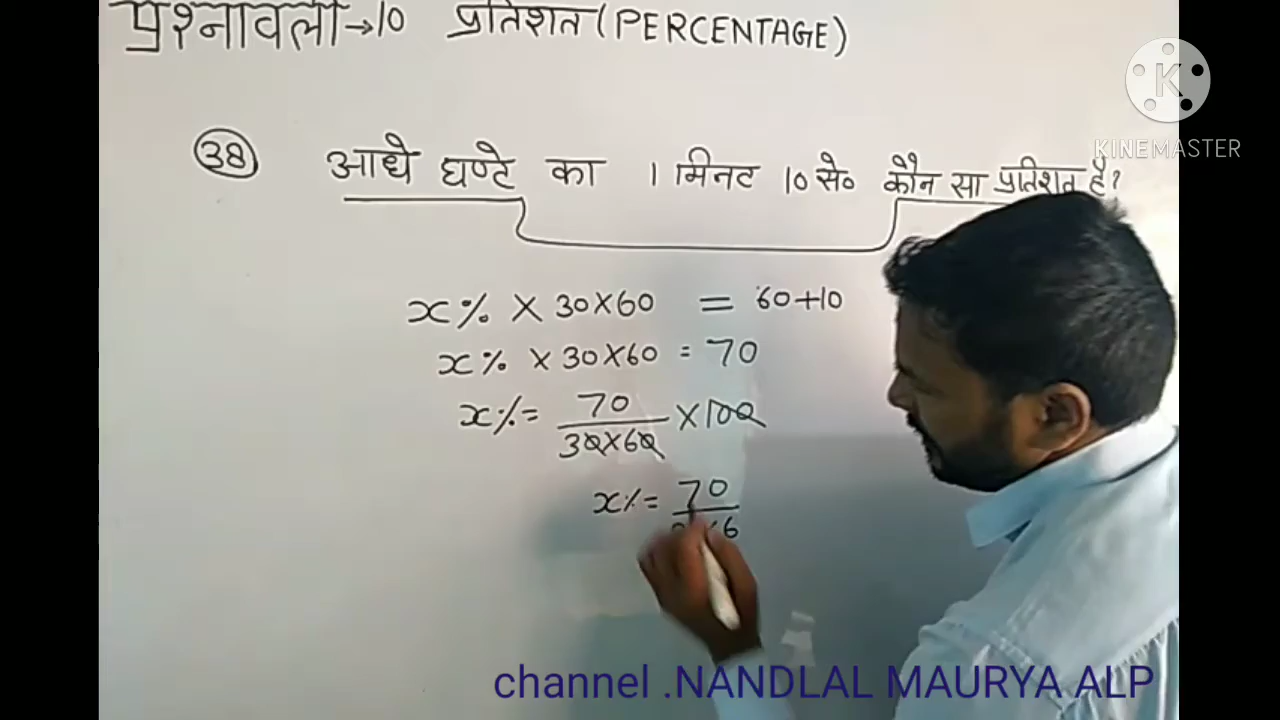 प्रश्नावली→10 प्रतिशत (PERCENTAGE)
K
KINEMASTER
38 आधे घण्टे का 1 मिनट 10 से० कौन सा प्रतिशत है?
x% × 30×60 = 60+10
x% × 30×60 = 70
x% = 70/30×60 ×100
x% = 70/
channel .NANDLAL MAURYA ALP